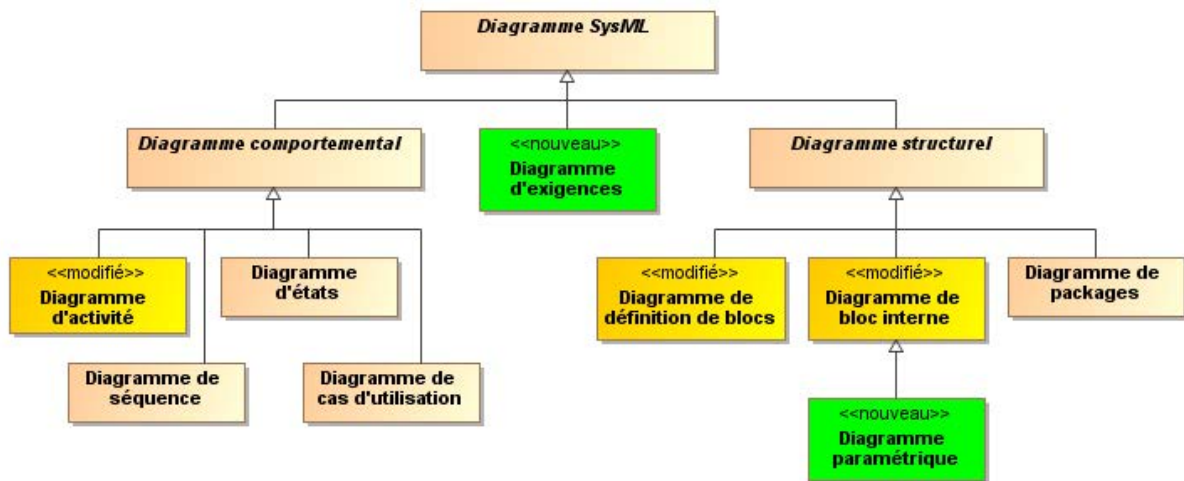 Diagramme SysML
Diagramme comportemental
<<nouveau>>
Diagramme
d'exigences
Diagramme structurel
<<modifié>>
Diagramme
d'activité
Diagramme
d'états
<<modifié>>
Diagramme de
définition de blocs
<<modifié>>
Diagramme de
bloc interne
Diagramme de
packages
Diagramme de
séquence
Diagramme de
cas d'utilisation
<<nouveau>>
Diagramme
paramétrique